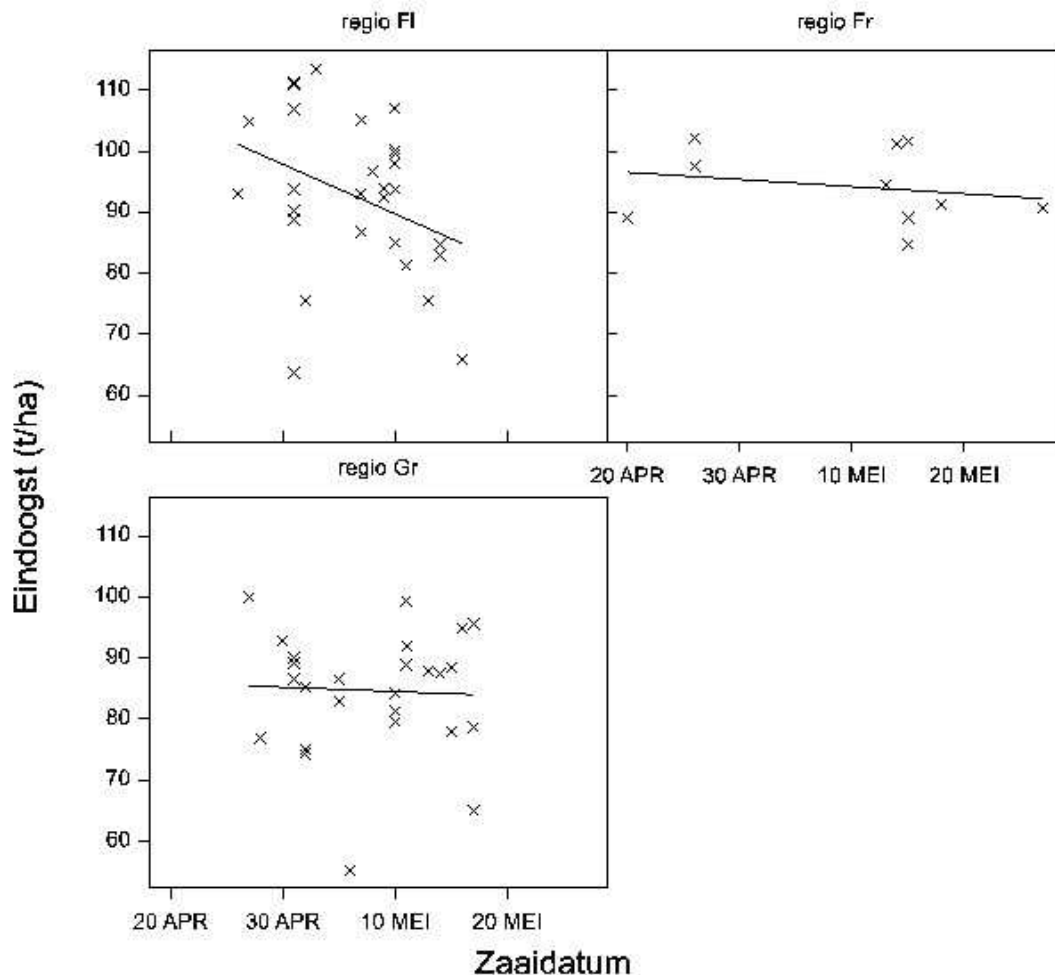 regio Fl
regio Fr
110
100
90
80
70
60
Eindoogst (t/ha)
regio Gr
20 APR 30 APR 10 MEI 20 MEI
110
100
90
80
70
60
20 APR 30 APR 10 MEI 20 MEI
Zaaidatum